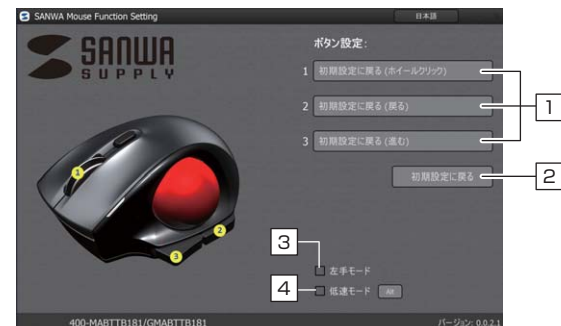 SANWA Mouse Function Setting
日本語
SANWA
SUPPLY
ボタン設定:
1 初期設定に戻る(ホイールクリック)
2 初期設定に戻る(戻る)
3 初期設定に戻る(進む)
1
初期設定に戻る
2
1
2
3
3
左手モード
4
低速モード Alt
400-MABTTB181/GMABTTB181
バージョン: 0.0.2.1